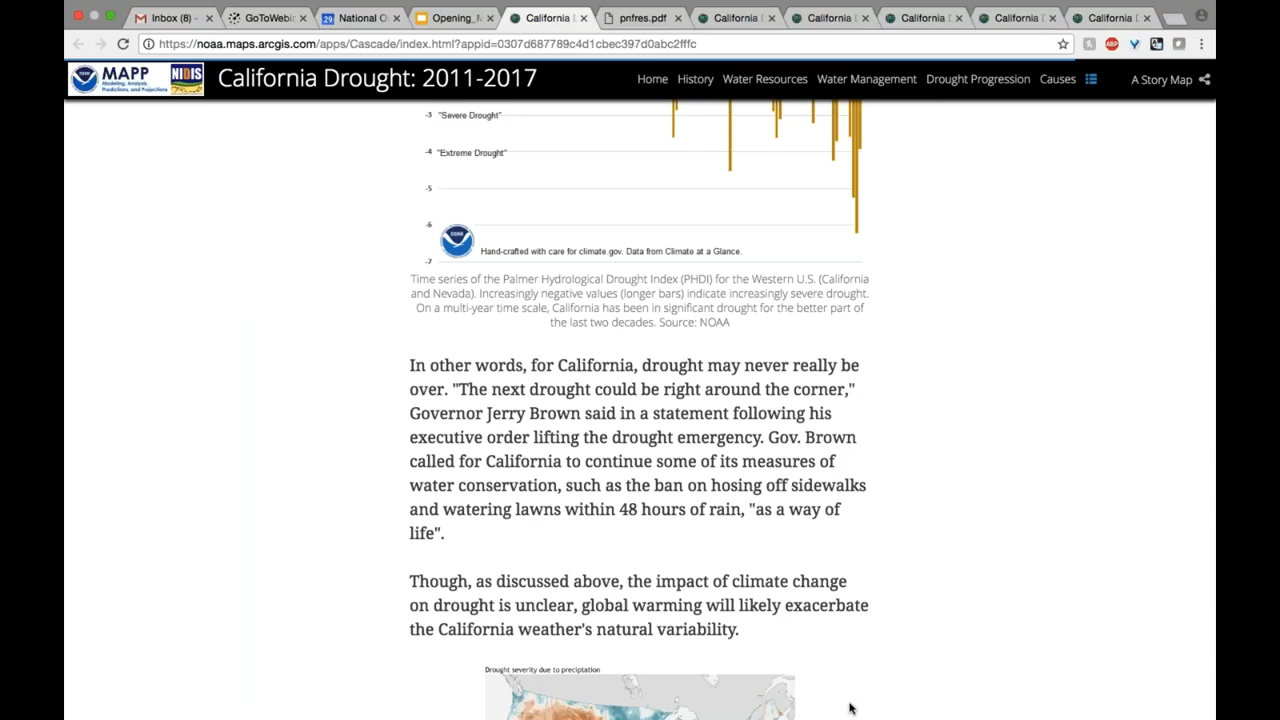 Inbox (8) -
GoToWebi
29
National O
Opening_
California D
pnfres.pdf
California D
California D
California D
California D
California D
https://noaa.maps.arcgis.com/apps/Cascade/index.html?appid=0307d687789c4d1cbec397d0abc2fffc
ABP
MAPP
Modeling, Analysis,
Predictions, and Projections
NIDIS
California Drought: 2011-2017
Home
History
Water Resources
Water Management
Drought Progression
Causes
A Story Map
-3 "Severe Drought"
-4 "Extreme Drought"
-5
-6
NOAA
Hand-crafted with care for climate.gov. Data from Climate at a Glance.
-7
Time series of the Palmer Hydrological Drought Index (PHDI) for the Western U.S. (California
and Nevada). Increasingly negative values (longer bars) indicate increasingly severe drought.
On a multi-year time scale, California has been in significant drought for the better part of
the last two decades. Source: NOAA
In other words, for California, drought may never really be
over. "The next drought could be right around the corner,"
Governor Jerry Brown said in a statement following his
executive order lifting the drought emergency. Gov. Brown
called for California to continue some of its measures of
water conservation, such as the ban on hosing off sidewalks
and watering lawns within 48 hours of rain, "as a way of
life".
Though, as discussed above, the impact of climate change
on drought is unclear, global warming will likely exacerbate
the California weather's natural variability.
Drought severity due to precipitation